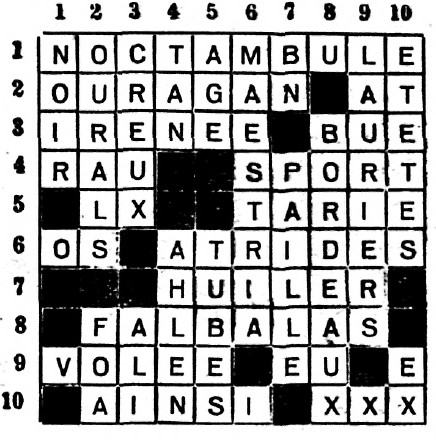 1 2 3 4 5 6 7 8 9 10
1 NOCTAMBULE
2 OURAGAN AT
3 IRENEE BUE
4 RAU SPORT
5 LX TARIE
6 OS ATRIDES
7 HUILER
8 FALBALAS
9 VOLEE EU E
10 AINSI XXX